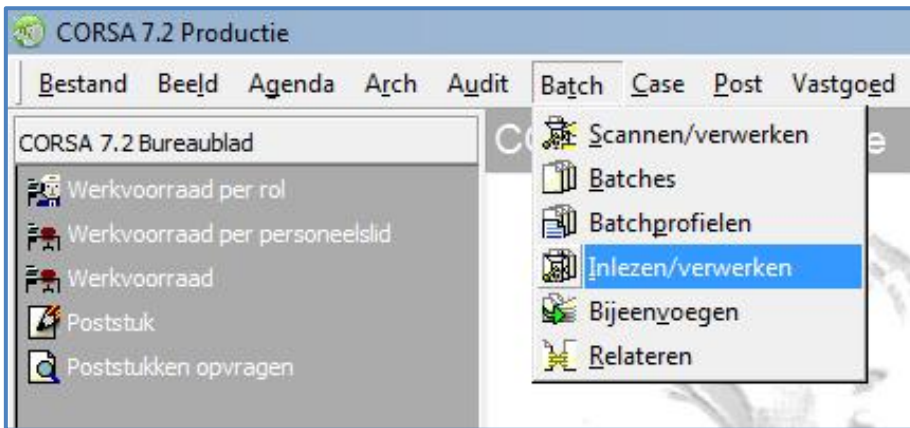 CORSA 7.2 Productie
Bestand Beeld Agenda Arch Audit Batch Case Post Vastgoed
CORSA 7.2 Bureaublad
Werkvoorraad per rol
Werkvoorraad per personeelslid
Werkvoorraad
Poststuk
Poststukken opvragen
Scannen/verwerken
Batches
Batchprofielen
Inlezen/verwerken
Bijeenvoegen
Relateren